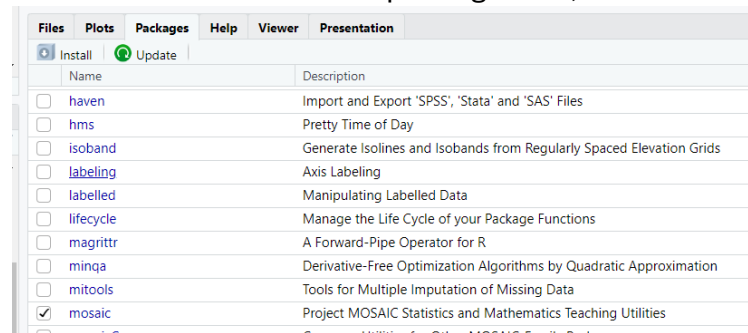 Files Plots Packages Help Viewer Presentation
Install Update
Name Description
haven Import and Export 'SPSS', 'Stata' and 'SAS' Files
hms Pretty Time of Day
isoband Generate Isolines and Isobands from Regularly Spaced Elevation Grids
labeling Axis Labeling
labelled Manipulating Labelled Data
lifecycle Manage the Life Cycle of your Package Functions
magrittr A Forward-Pipe Operator for R
minqa Derivative-Free Optimization Algorithms by Quadratic Approximation
mitools Tools for Multiple Imputation of Missing Data
mosaic Project MOSAIC Statistics and Mathematics Teaching Utilities